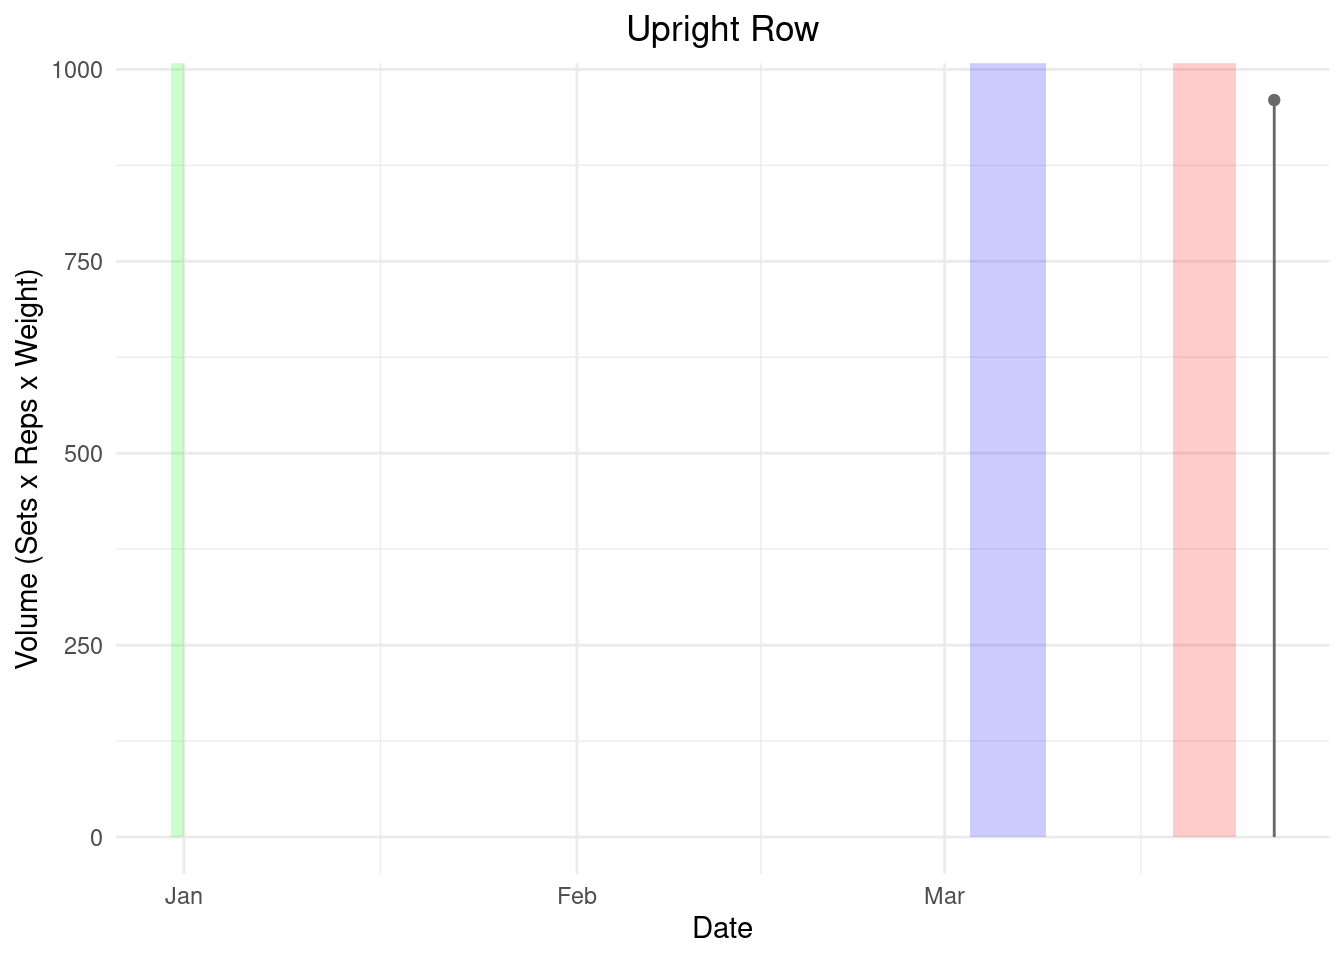 Upright Row
1000
750
500
250
0
Volume (Sets x Reps x Weight)
Jan
Feb
Mar
Date